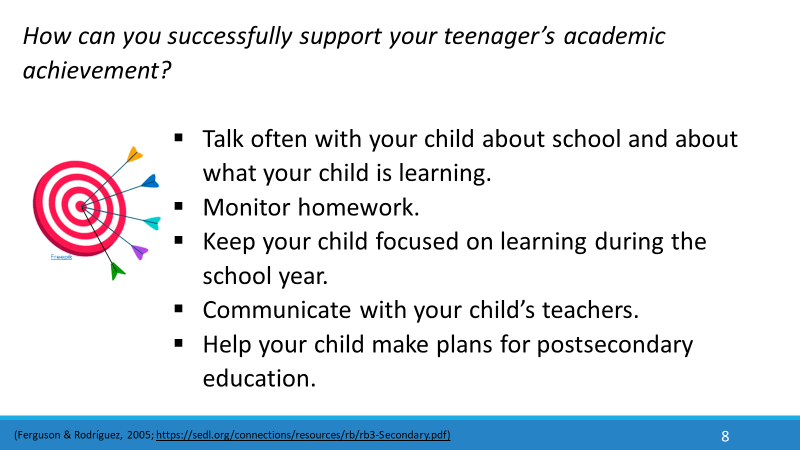 How can you successfully support your teenager’s academic
achievement?
▪ Talk often with your child about school and about
what your child is learning.
▪ Monitor homework.
▪ Keep your child focused on learning during the
school year.
▪ Communicate with your child’s teachers.
▪ Help your child make plans for postsecondary
education.
Freepik
(Ferguson & Rodríguez, 2005; https://sedl.org/connections/resources/rb/rb3-Secondary.pdf)
8